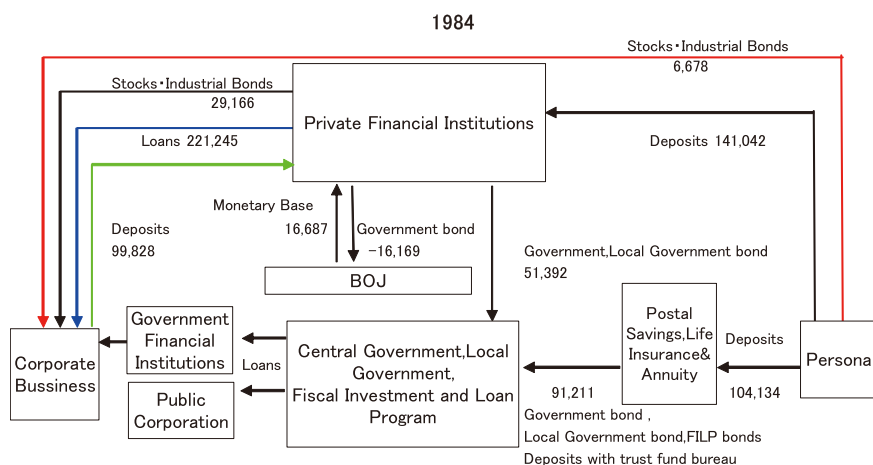 1984
Stocks・Industrial Bonds
6,678
Stocks・Industrial Bonds
29,166
Private Financial Institutions
Loans 221,245
Deposits 141,042
Monetary Base
16,687
Government bond
-16,169
Deposits
99,828
Government,Local Government bond
51,392
BOJ
Government
Financial
Institutions
Postal
Savings,Life
Insurance&
Annuity
Deposits
104,134
Persona
Corporate
Bussiness
Loans
Central Government,Local
Government,
Fiscal Investment and Loan
Program
Public
Corporation
91,211
Government bond ,
Local Government bond,FILP bonds
Deposits with trust fund bureau